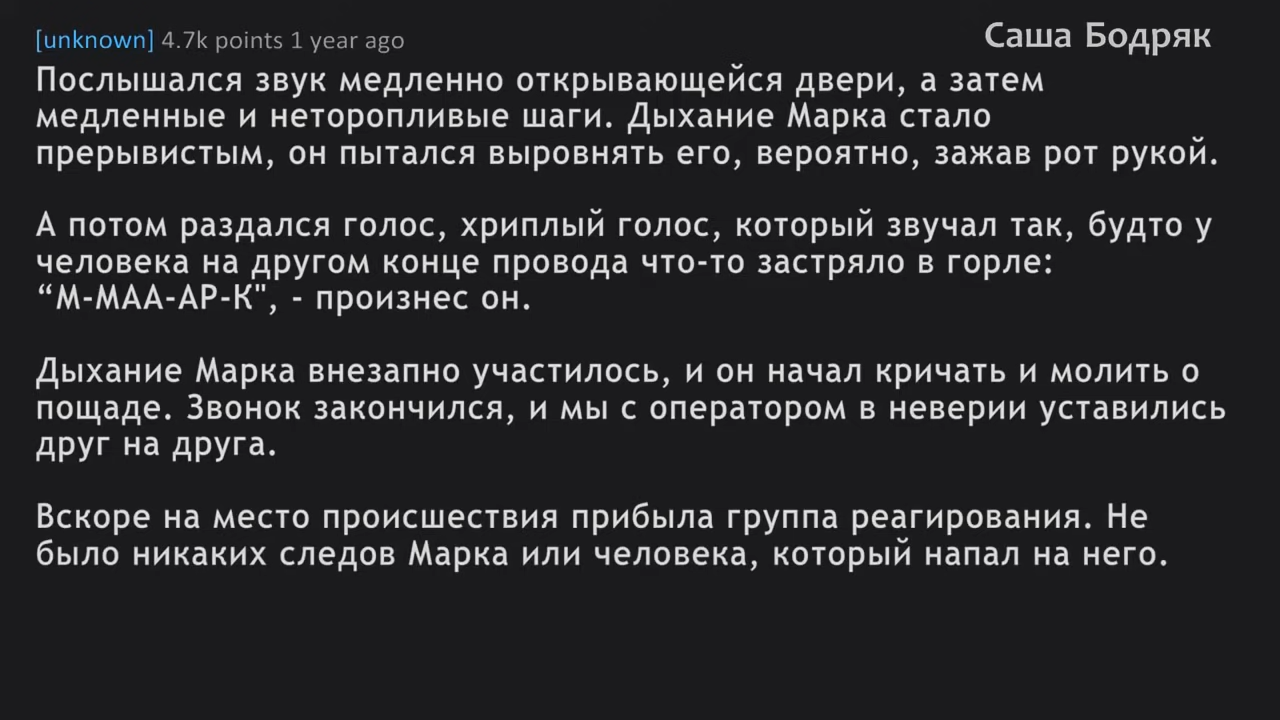 [unknown] 4.7k points 1 year ago
Саша Бодряк
Послышался звук медленно открывающейся двери, а затем
медленные и неторопливые шаги. Дыхание Марка стало
прерывистым, он пытался выровнять его, вероятно, зажав рот рукой.
А потом раздался голос, хриплый голос, который звучал так, будто у
человека на другом конце провода что-то застряло в горле:
“М-МАА-АР-К", - произнес он.
Дыхание Марка внезапно участилось, и он начал кричать и молить о
пощаде. Звонок закончился, и мы с оператором в неверии уставились
друг на друга.
Вскоре на место происшествия прибыла группа реагирования. Не
было никаких следов Марка или человека, который напал на него.